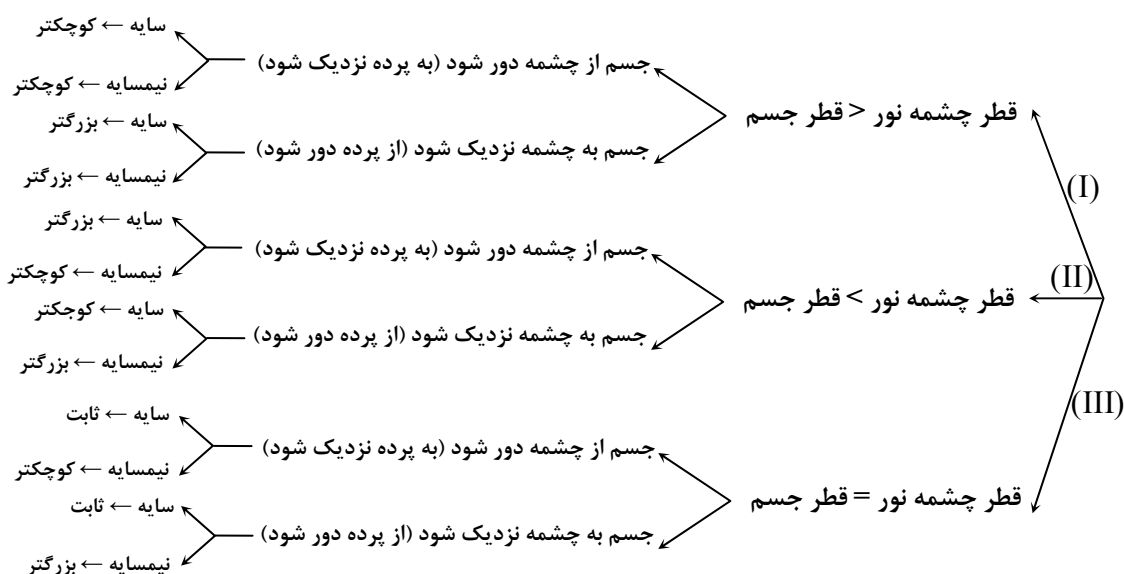 (I)
قطر چشمه نور < قطر جسم
جسم از چشمه دور شود (به پرده نزدیک شود)
سایه ← کوچکتر
نیمسایه ← کوچکتر
جسم به چشمه نزدیک شود (از پرده دور شود)
سایه ← بزرگتر
نیمسایه ← بزرگتر
(II)
قطر چشمه نور > قطر جسم
جسم از چشمه دور شود (به پرده نزدیک شود)
سایه ← بزرگتر
نیمسایه ← کوچکتر
جسم به چشمه نزدیک شود (از پرده دور شود)
سایه ← کوچکتر
نیمسایه ← بزرگتر
(III)
قطر چشمه نور = قطر جسم
جسم از چشمه دور شود (به پرده نزدیک شود)
سایه ← ثابت
نیمسایه ← کوچکتر
جسم به چشمه نزدیک شود (از پرده دور شود)
سایه ← ثابت
نیمسایه ← بزرگتر